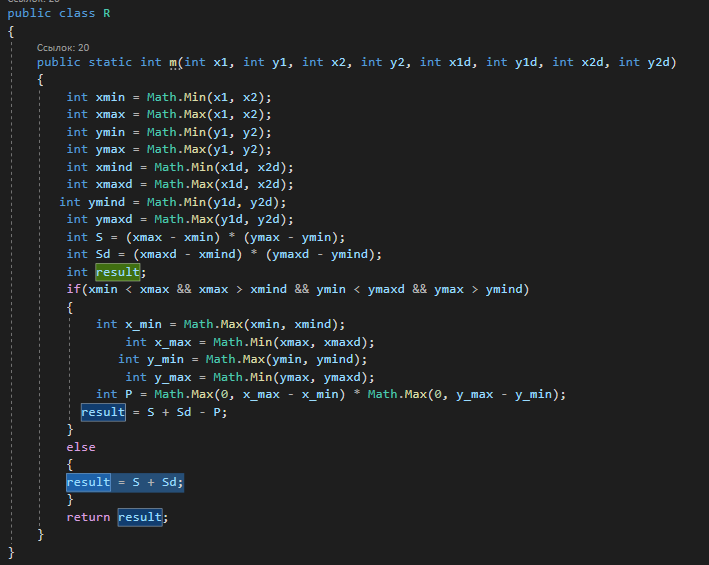 Ссылок: 20
public class R
{
Ссылок: 20
public static int m(int x1, int y1, int x2, int y2, int x1d, int y1d, int x2d, int y2d)
{
int xmin = Math.Min(x1, x2);
int xmax = Math.Max(x1, x2);
int ymin = Math.Min(y1, y2);
int ymax = Math.Max(y1, y2);
int xmind = Math.Min(x1d, x2d);
int xmaxd = Math.Max(x1d, x2d);
int ymind = Math.Min(y1d, y2d);
int ymaxd = Math.Max(y1d, y2d);
int S = (xmax - xmin) * (ymax - ymin);
int Sd = (xmaxd - xmind) * (ymaxd - ymind);
int result;
if(xmin < xmax && xmax > xmind && ymin < ymaxd && ymax > ymind)
{
int x_min = Math.Max(xmin, xmind);
int x_max = Math.Min(xmax, xmaxd);
int y_min = Math.Max(ymin, ymind);
int y_max = Math.Min(ymax, ymaxd);
int P = Math.Max(0, x_max - x_min) * Math.Max(0, y_max - y_min);
result = S + Sd - P;
}
else
{
result = S + Sd;
}
return result;
}
}